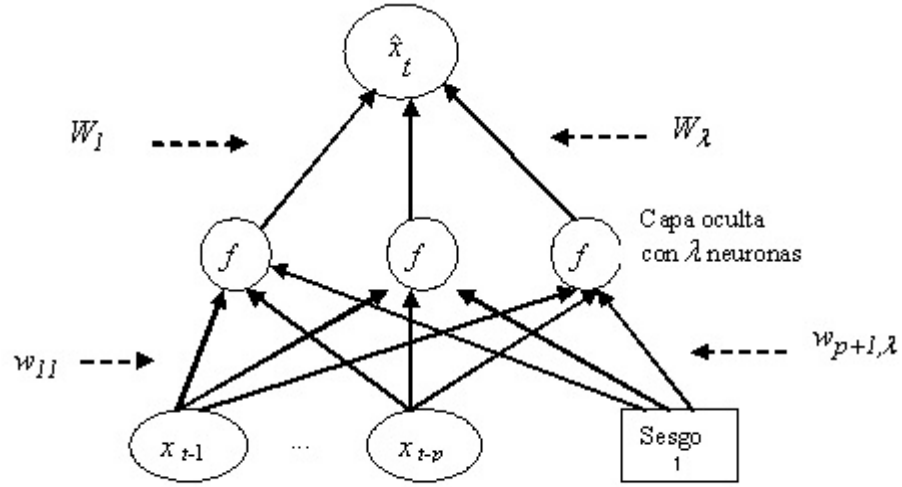 x̂_t
W_1
W_λ
f
f
f
Capa oculta
con λ neuronas
w_11
w_p+1,λ
x_t-1
...
x_t-p
Sesgo
1